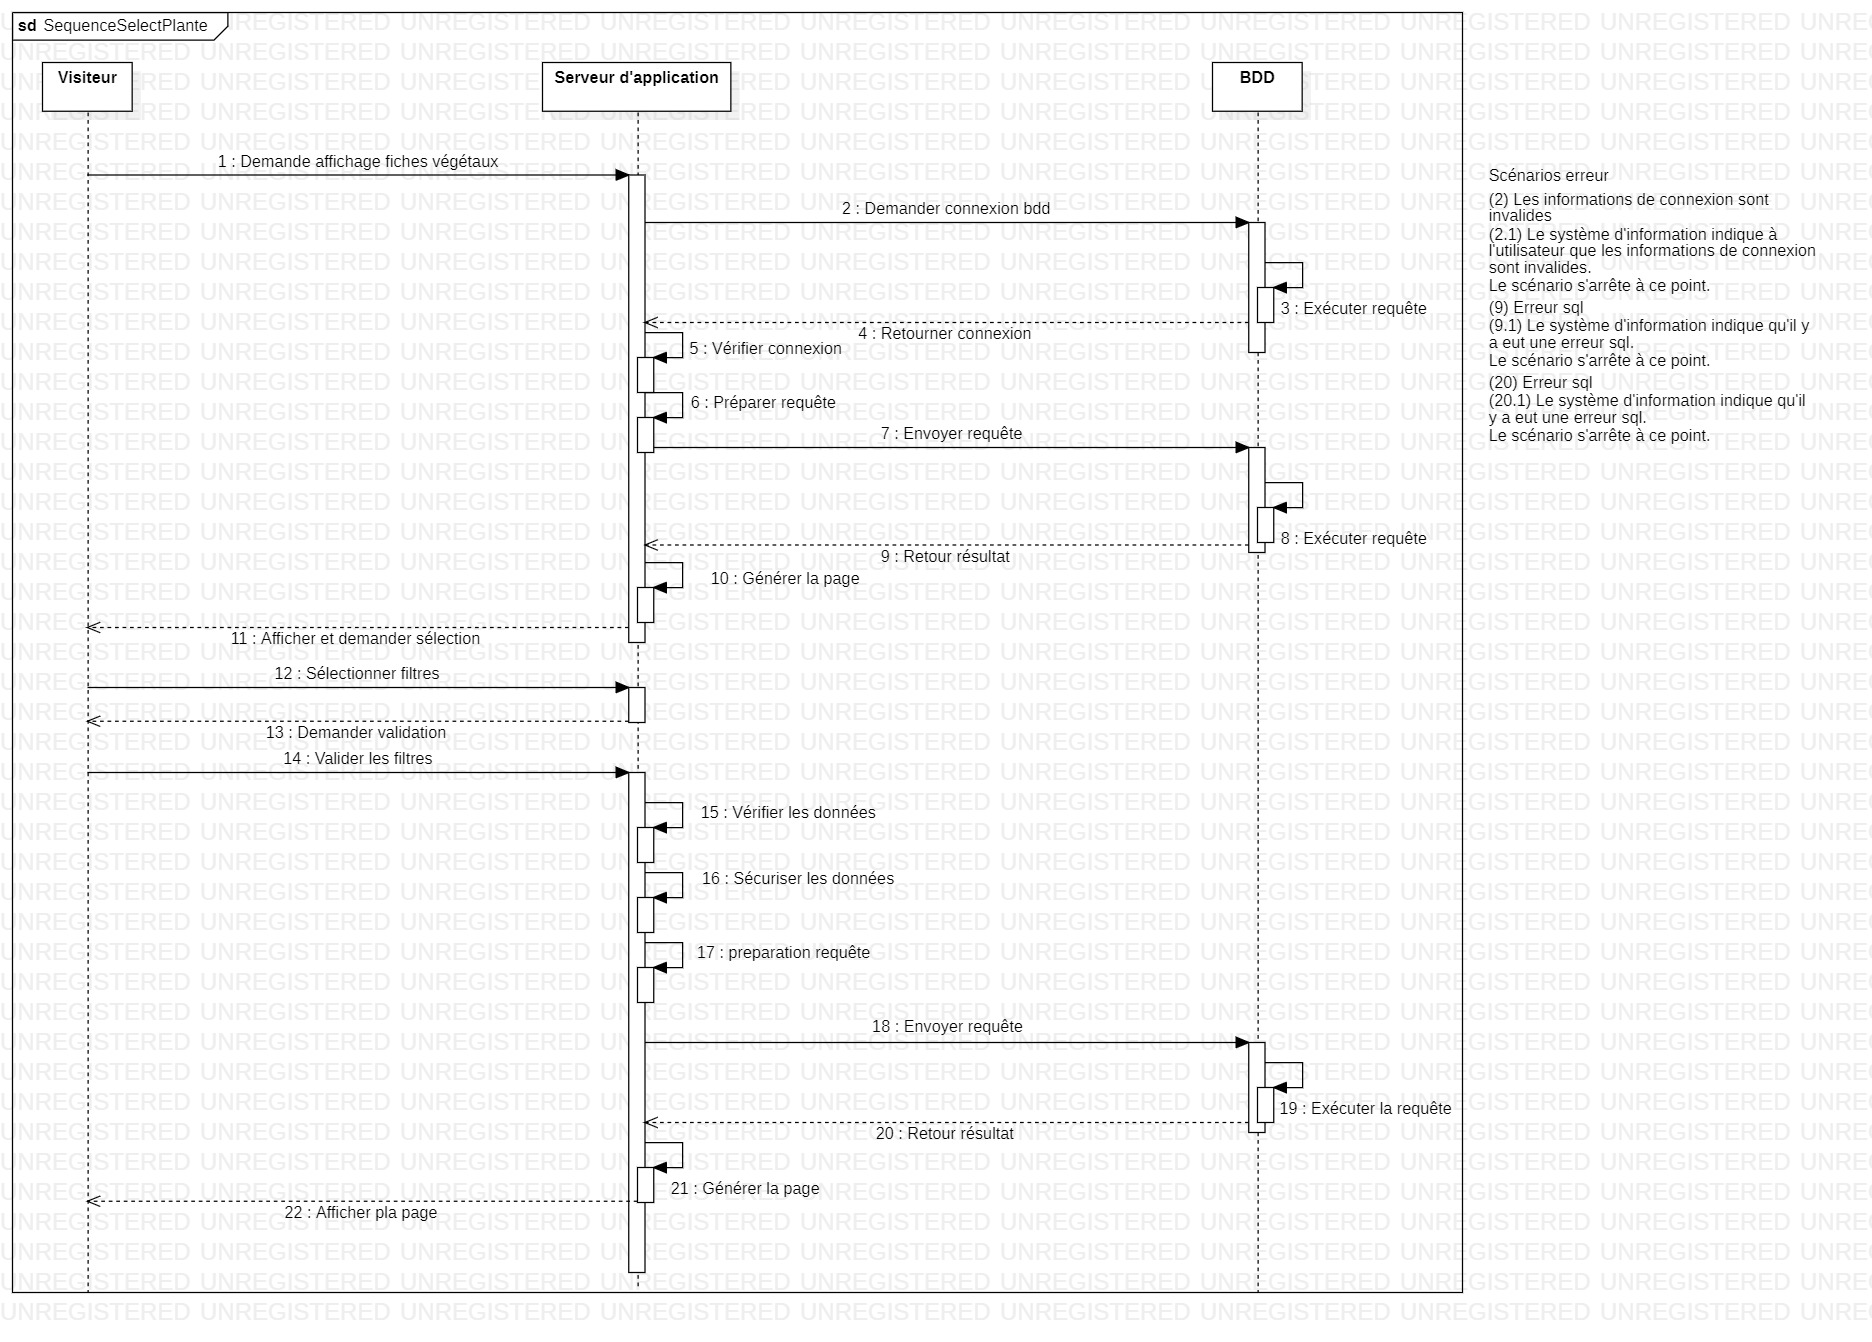 sd SequenceSelectPlante
Visiteur
Serveur d'application
BDD
1 : Demande affichage fiches végétaux
2 : Demander connexion bdd
3 : Exécuter requête
4 : Retourner connexion
5 : Vérifier connexion
6 : Préparer requête
7 : Envoyer requête
8 : Exécuter requête
9 : Retour résultat
10 : Générer la page
11 : Afficher et demander sélection
12 : Sélectionner filtres
13 : Demander validation
14 : Valider les filtres
15 : Vérifier les données
16 : Sécuriser les données
17 : preparation requête
18 : Envoyer requête
19 : Exécuter la requête
20 : Retour résultat
21 : Générer la page
22 : Afficher pla page
Scénarios erreur
(2) Les informations de connexion sont
invalides
(2.1) Le système d'information indique à
l'utilisateur que les informations de connexion
sont invalides.
Le scénario s'arrête à ce point.
(9) Erreur sql
(9.1) Le système d'information indique qu'il y
a eut une erreur sql.
Le scénario s'arrête à ce point.
(20) Erreur sql
(20.1) Le système d'information indique qu'il
y a eut une erreur sql.
Le scénario s'arrête à ce point.
UNREGISTERED